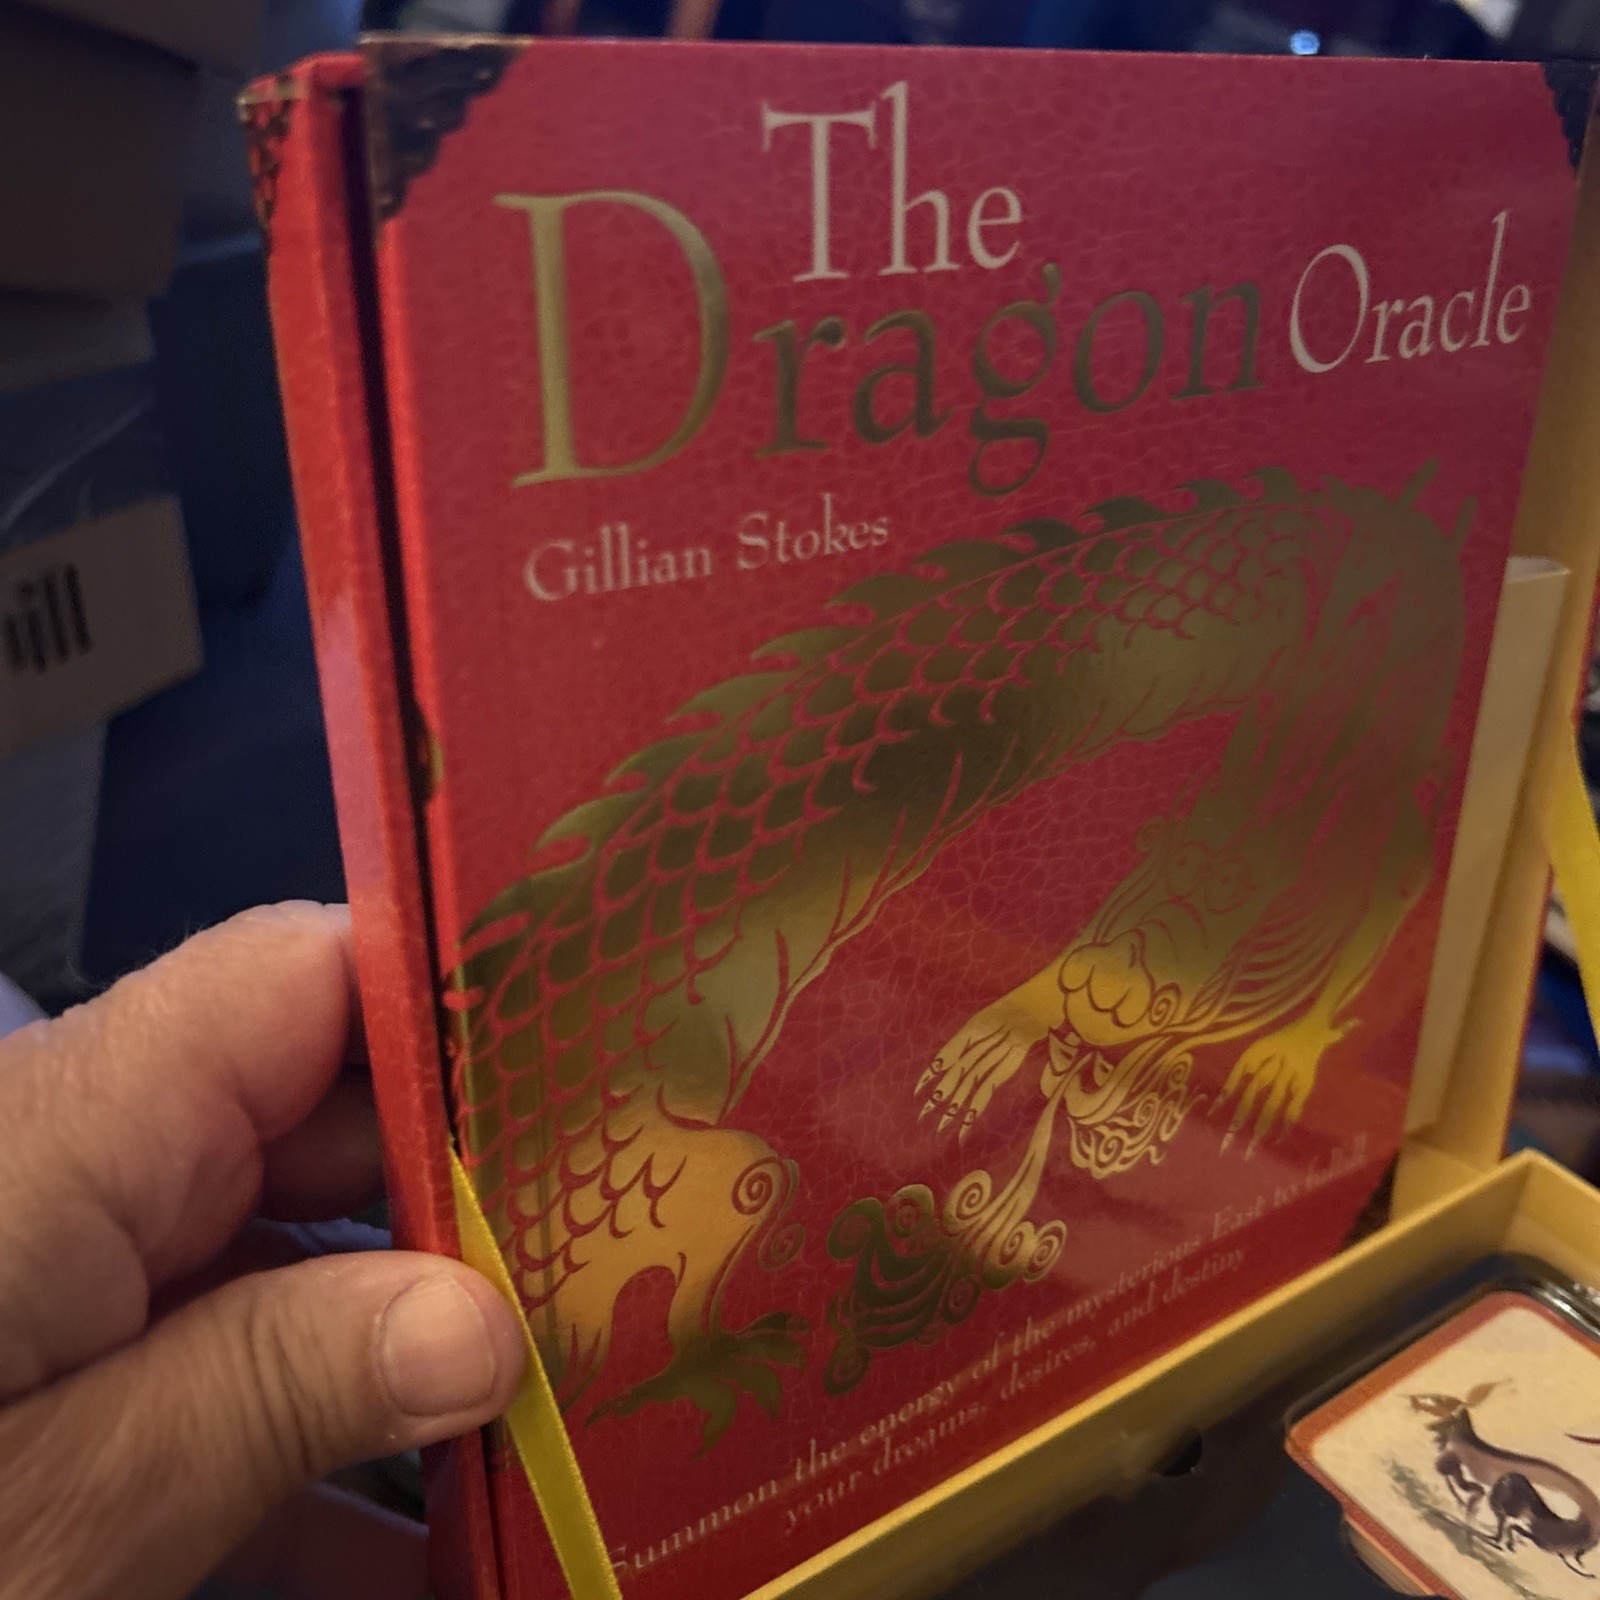 The
Dragon Oracle
Gillian Stokes
Summon the energy of the mysterious East to fulfill
your dreams, desires, and destiny